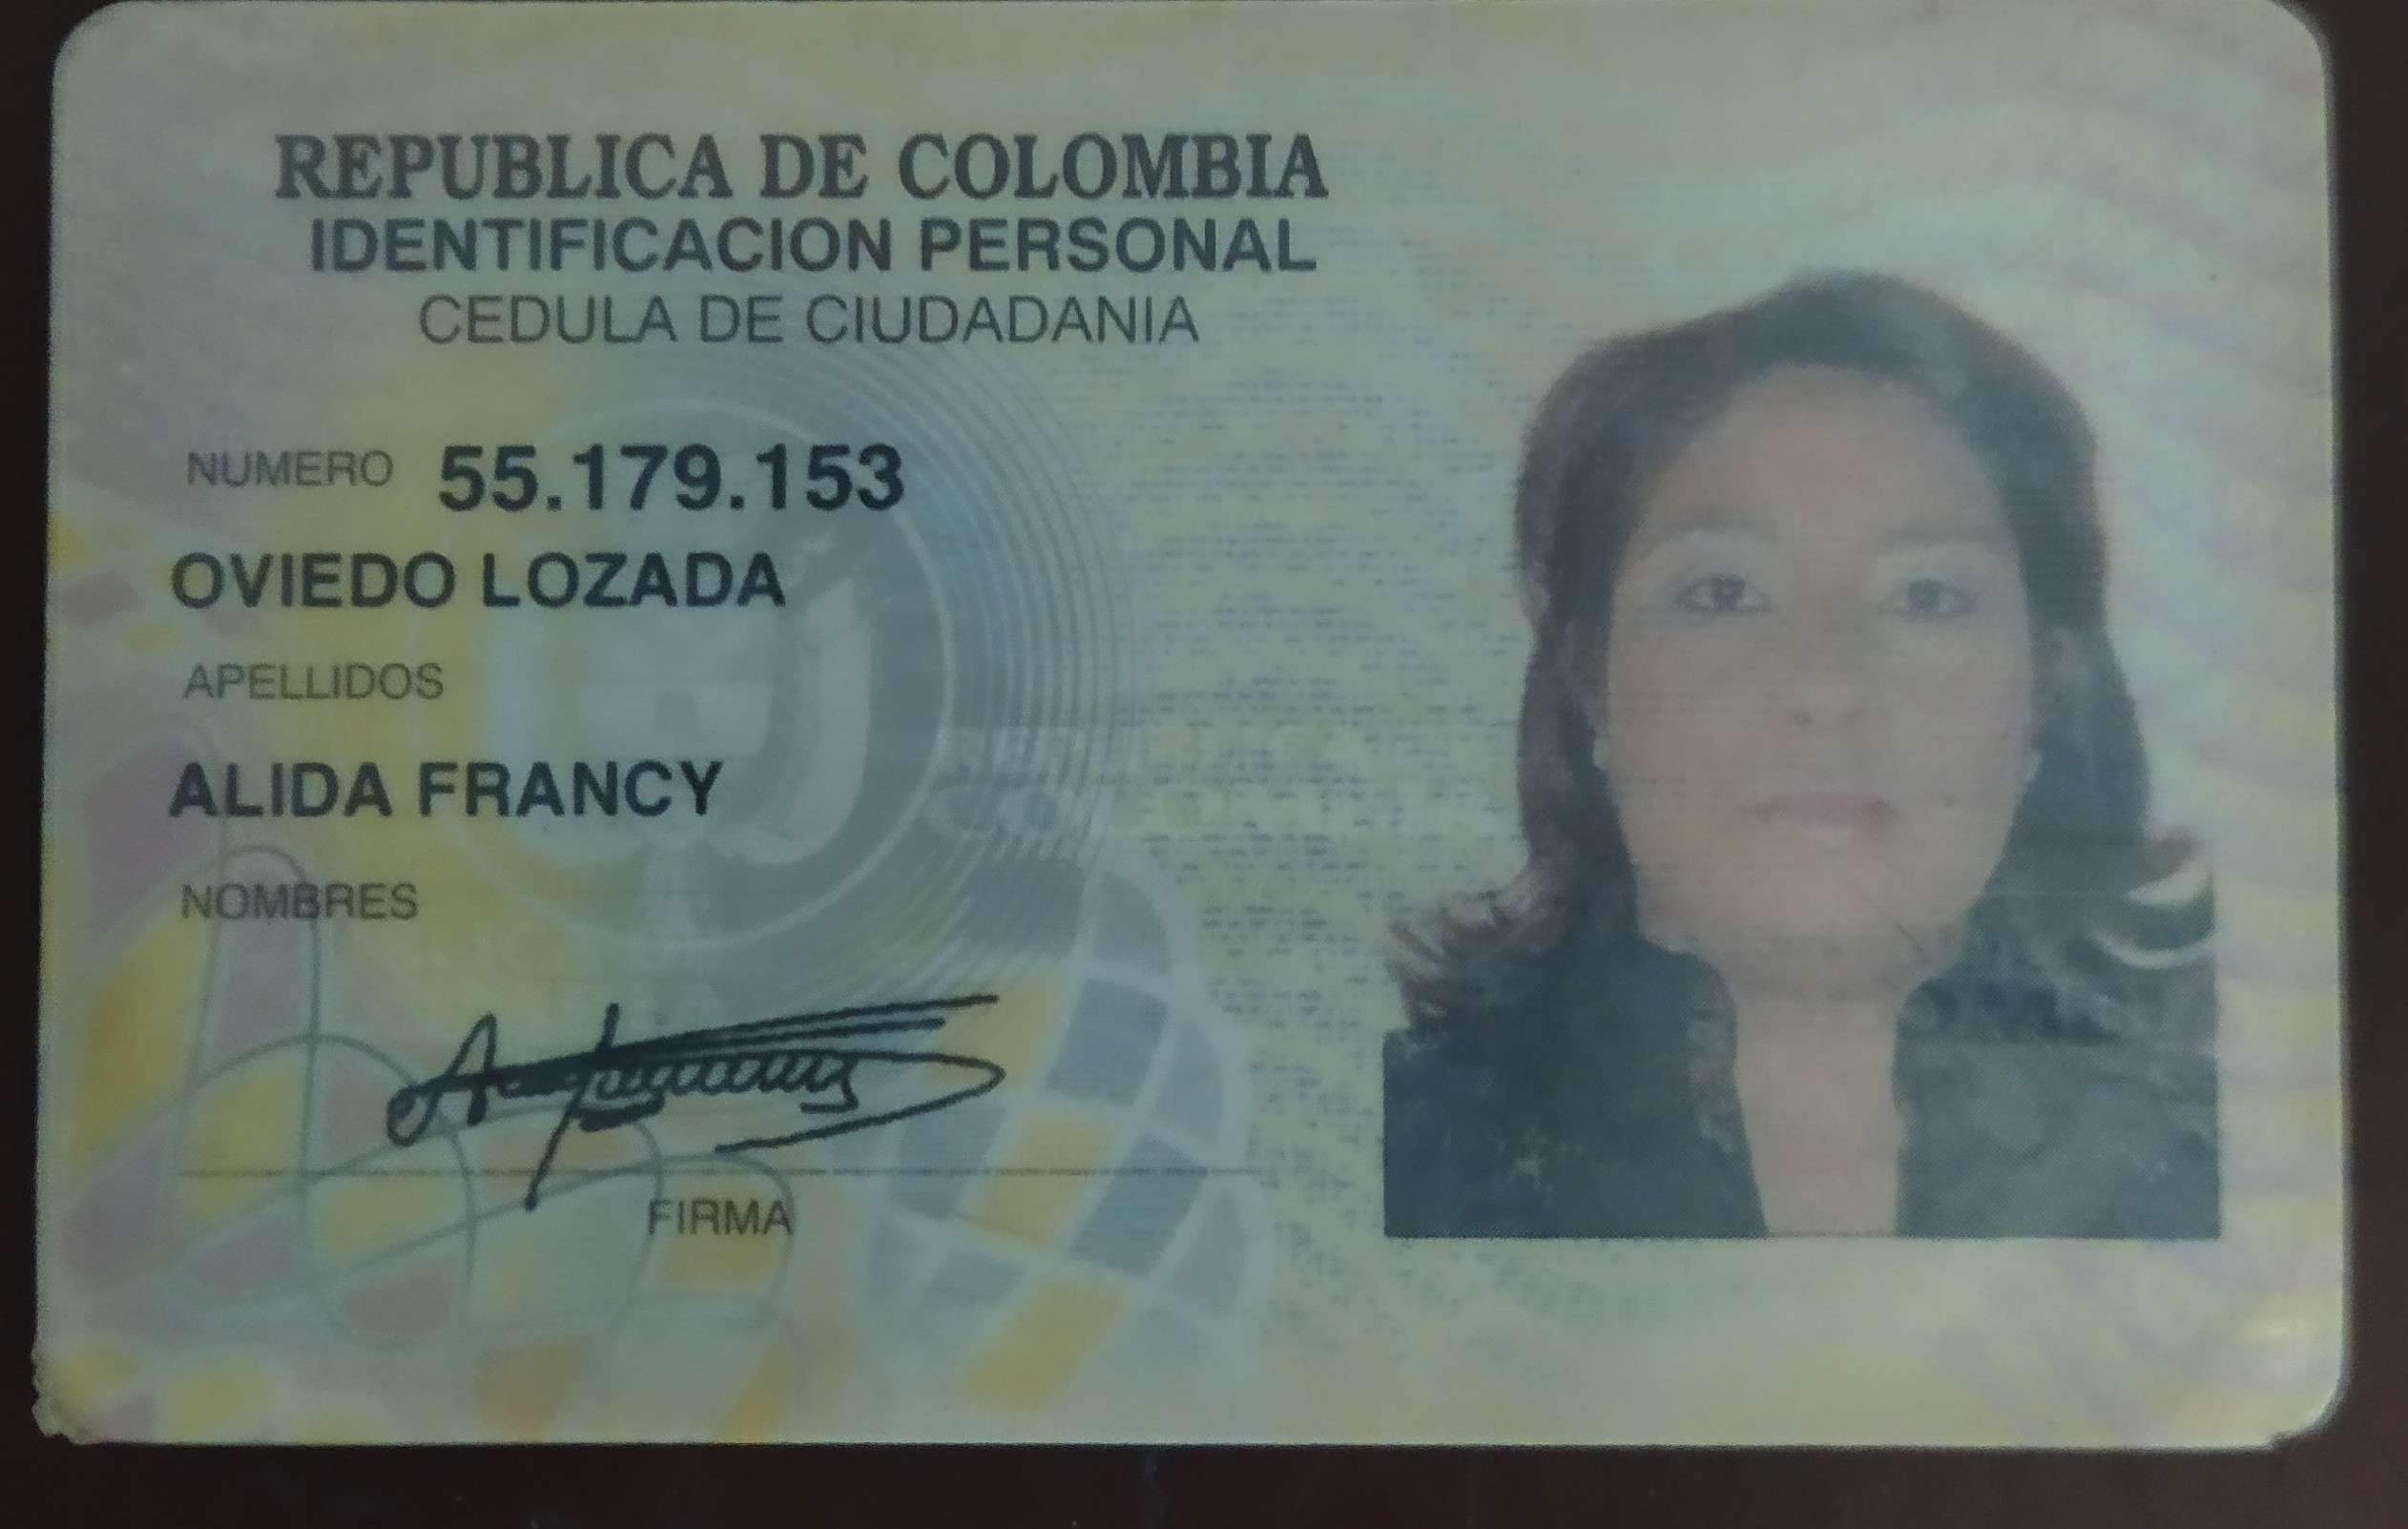 REPUBLICA DE COLOMBIA
IDENTIFICACION PERSONAL
CEDULA DE CIUDADANIA
NUMERO 55.179.153
OVIEDO LOZADA
APELLIDOS
ALIDA FRANCY
NOMBRES
FIRMA